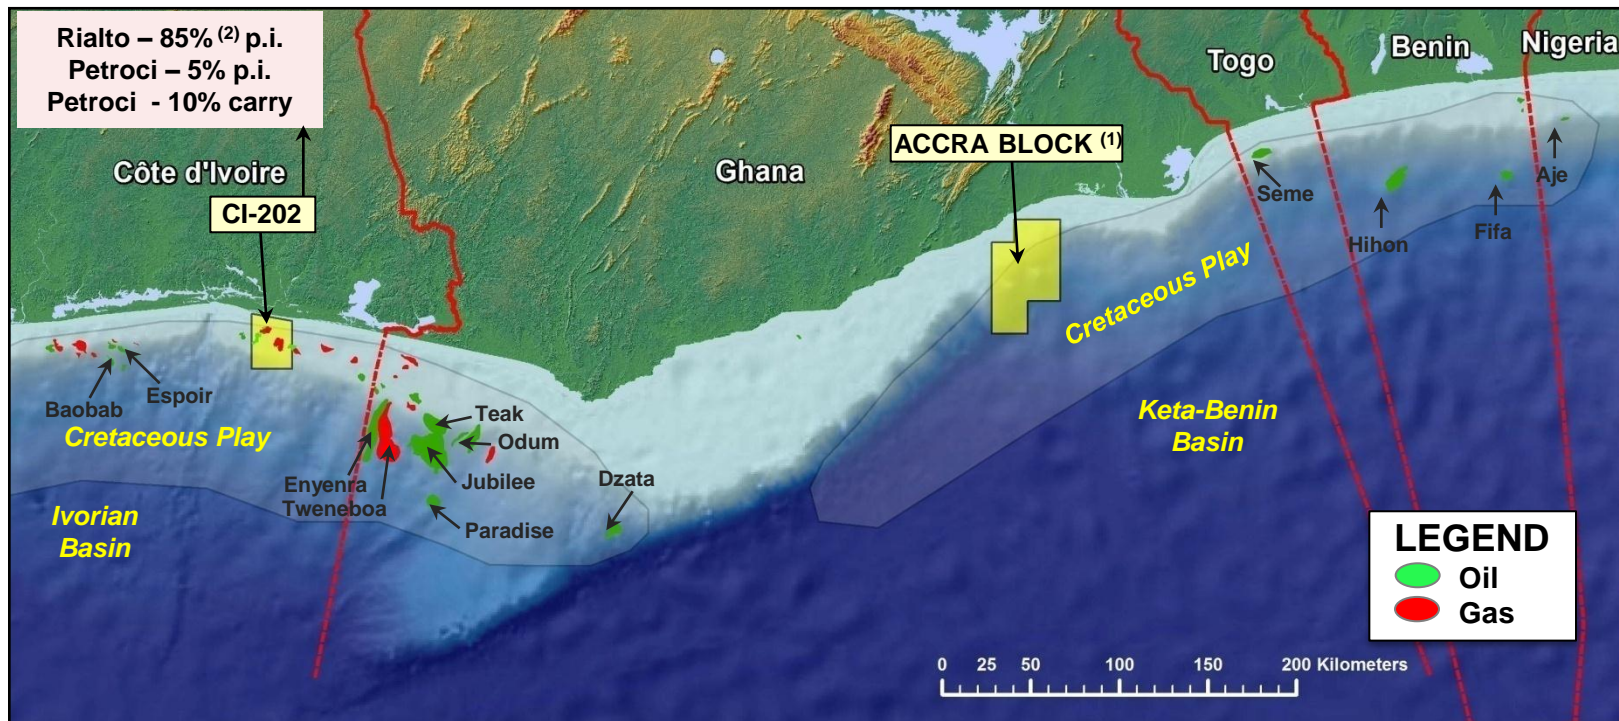 Rialto – 85% (2) p.i.
Petroci – 5% p.i.
Petroci - 10% carry
Côte d'Ivoire
CI-202
Ghana
ACCRA BLOCK (1)
Togo
Benin
Nigeria
Seme
Hihon
Fifa
Aje
Cretaceous Play
Keta-Benin
Basin
Baobab
Espoir
Cretaceous Play
Ivorian
Basin
Enyenra
Tweneboa
Teak
Odum
Jubilee
Paradise
Dzata
LEGEND
Oil
Gas
0 25 50 100 150 200 Kilometers